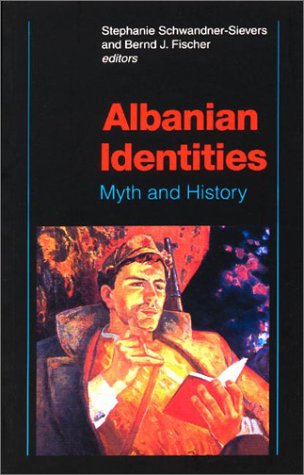 Stephanie Schwandner-Sievers
and Bernd J. Fischer
editors
Albanian
Identities
Myth and History